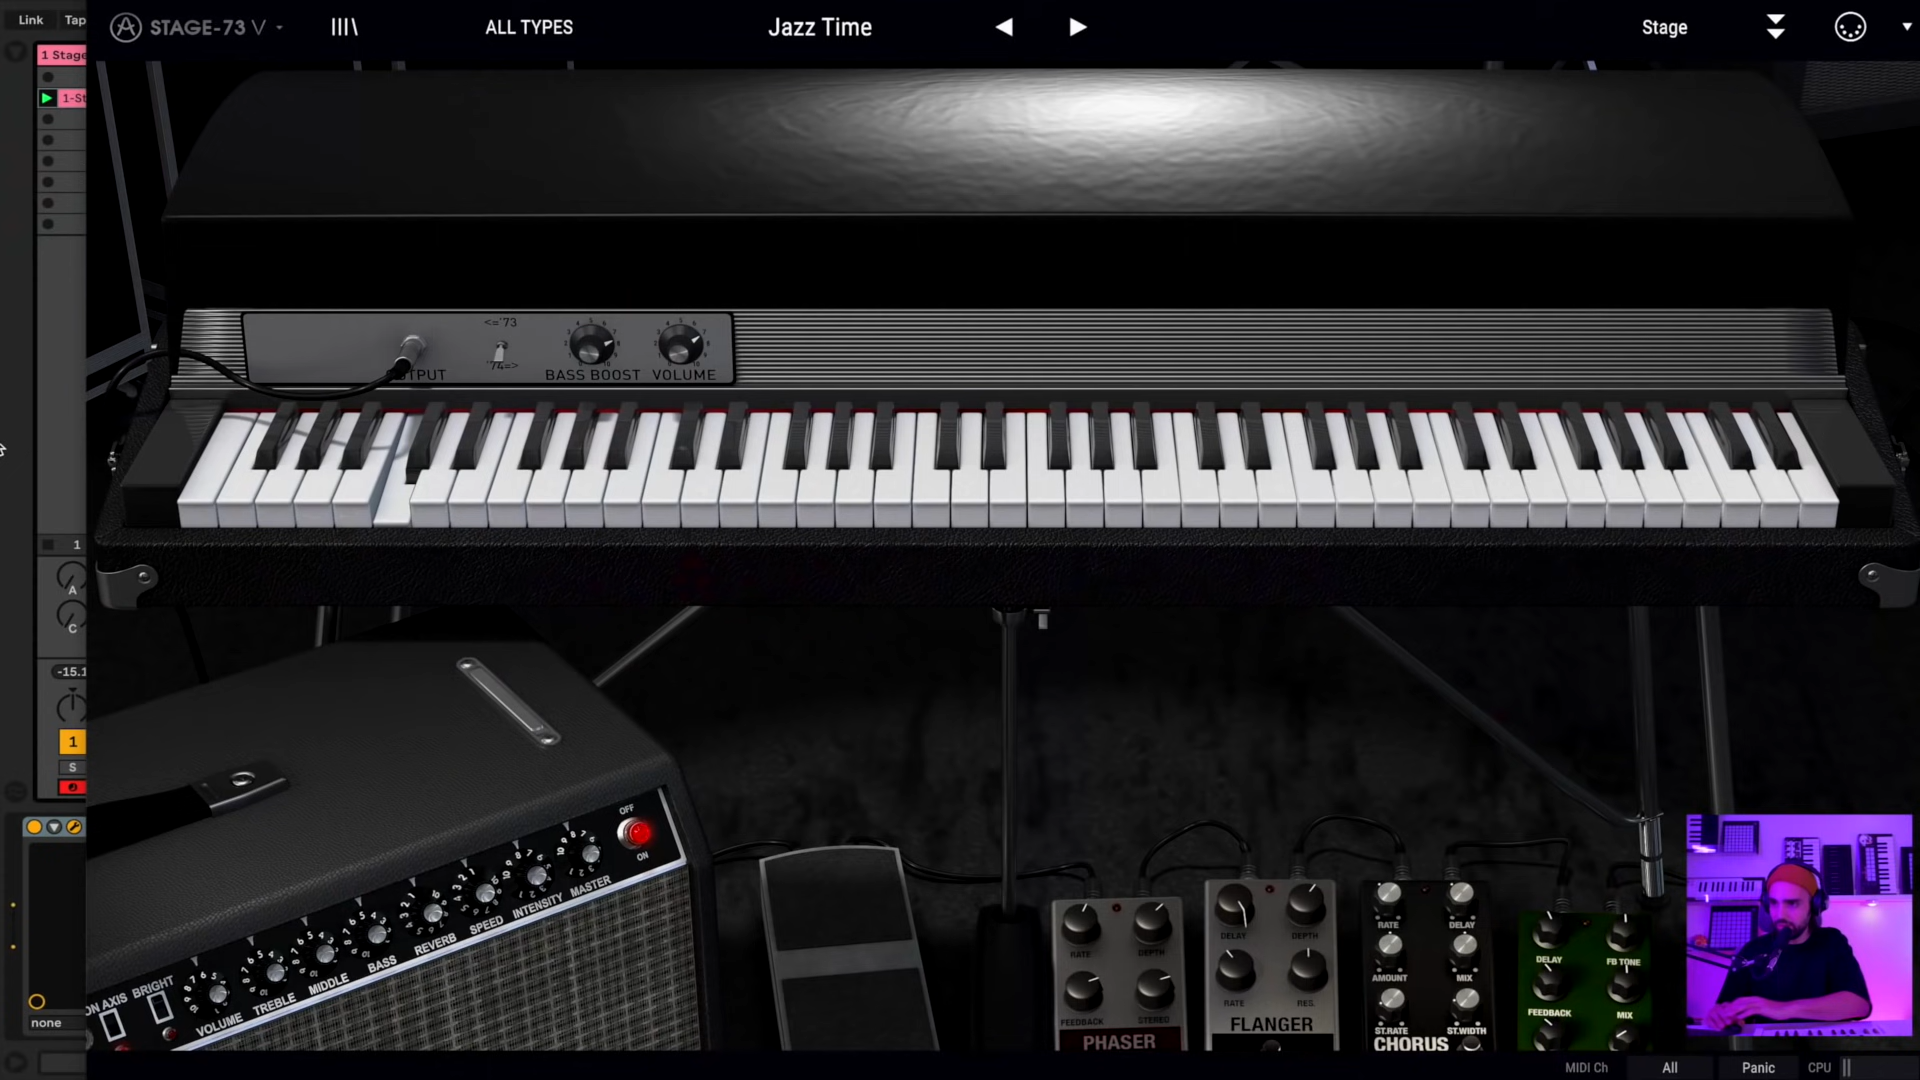 Link Tap
STAGE-73 V
ALL TYPES
Jazz Time
Stage
1 Stage
1-St
<='73
'74=>
OUTPUT
BASS BOOST
VOLUME
1
A
C
-15.1
1
S
none
OFF
ON
ON AXIS
BRIGHT
VOLUME
TREBLE
MIDDLE
BASS
REVERB
SPEED
INTENSITY
MASTER
RATE
DEPTH
FEEDBACK
STEREO
PHASER
DELAY
DEPTH
RATE
RES.
FLANGER
RATE
DELAY
AMOUNT
MIX
ST.RATE
ST.WIDTH
CHORUS
DELAY
FB TONE
FEEDBACK
MIX
MIDI Ch
All
Panic
CPU